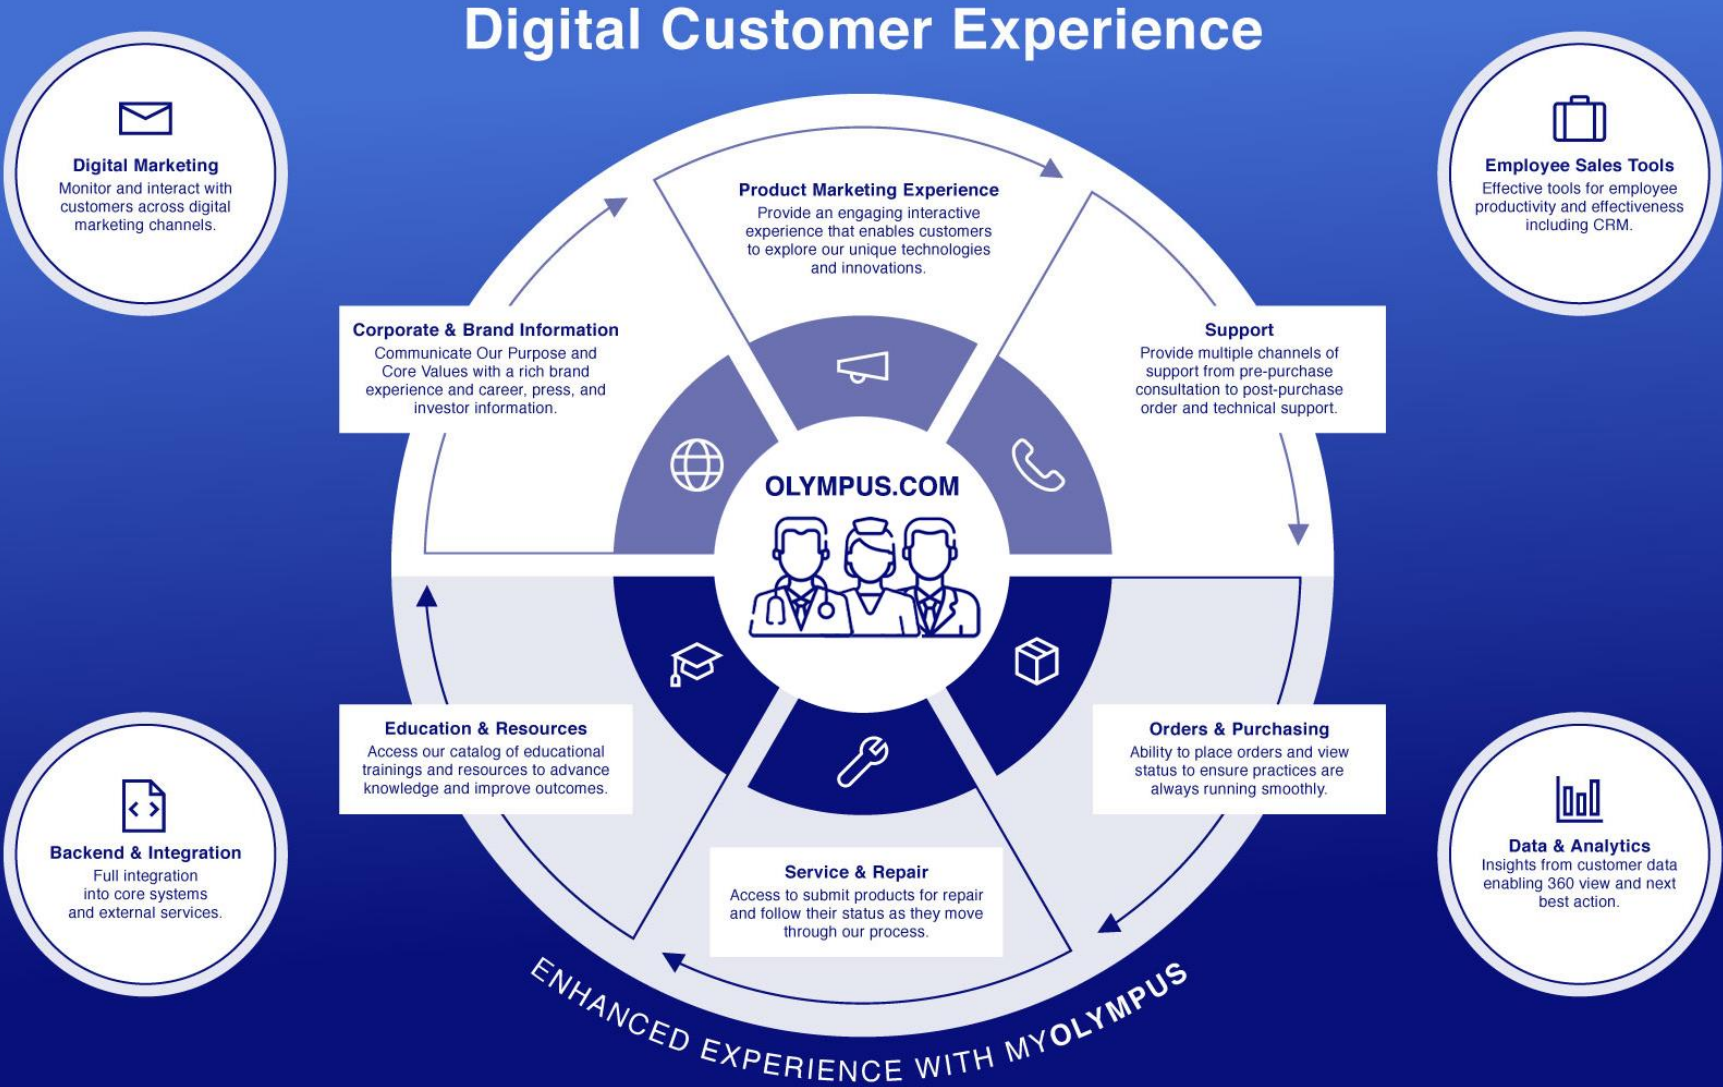 Digital Customer Experience
Digital Marketing
Monitor and interact with
customers across digital
marketing channels.
Employee Sales Tools
Effective tools for employee
productivity and effectiveness
including CRM.
Product Marketing Experience
Provide an engaging interactive
experience that enables customers
to explore our unique technologies
and innovations.
Corporate & Brand Information
Communicate Our Purpose and
Core Values with a rich brand
experience and career, press, and
investor information.
Support
Provide multiple channels of
support from pre-purchase
consultation to post-purchase
order and technical support.
OLYMPUS.COM
Education & Resources
Access our catalog of educational
trainings and resources to advance
knowledge and improve outcomes.
Orders & Purchasing
Ability to place orders and view
status to ensure practices are
always running smoothly.
Service & Repair
Access to submit products for repair
and follow their status as they move
through our process.
Backend & Integration
Full integration
into core systems
and external services.
Data & Analytics
Insights from customer data
enabling 360 view and next
best action.
ENHANCED EXPERIENCE WITH MYOLYMPUS